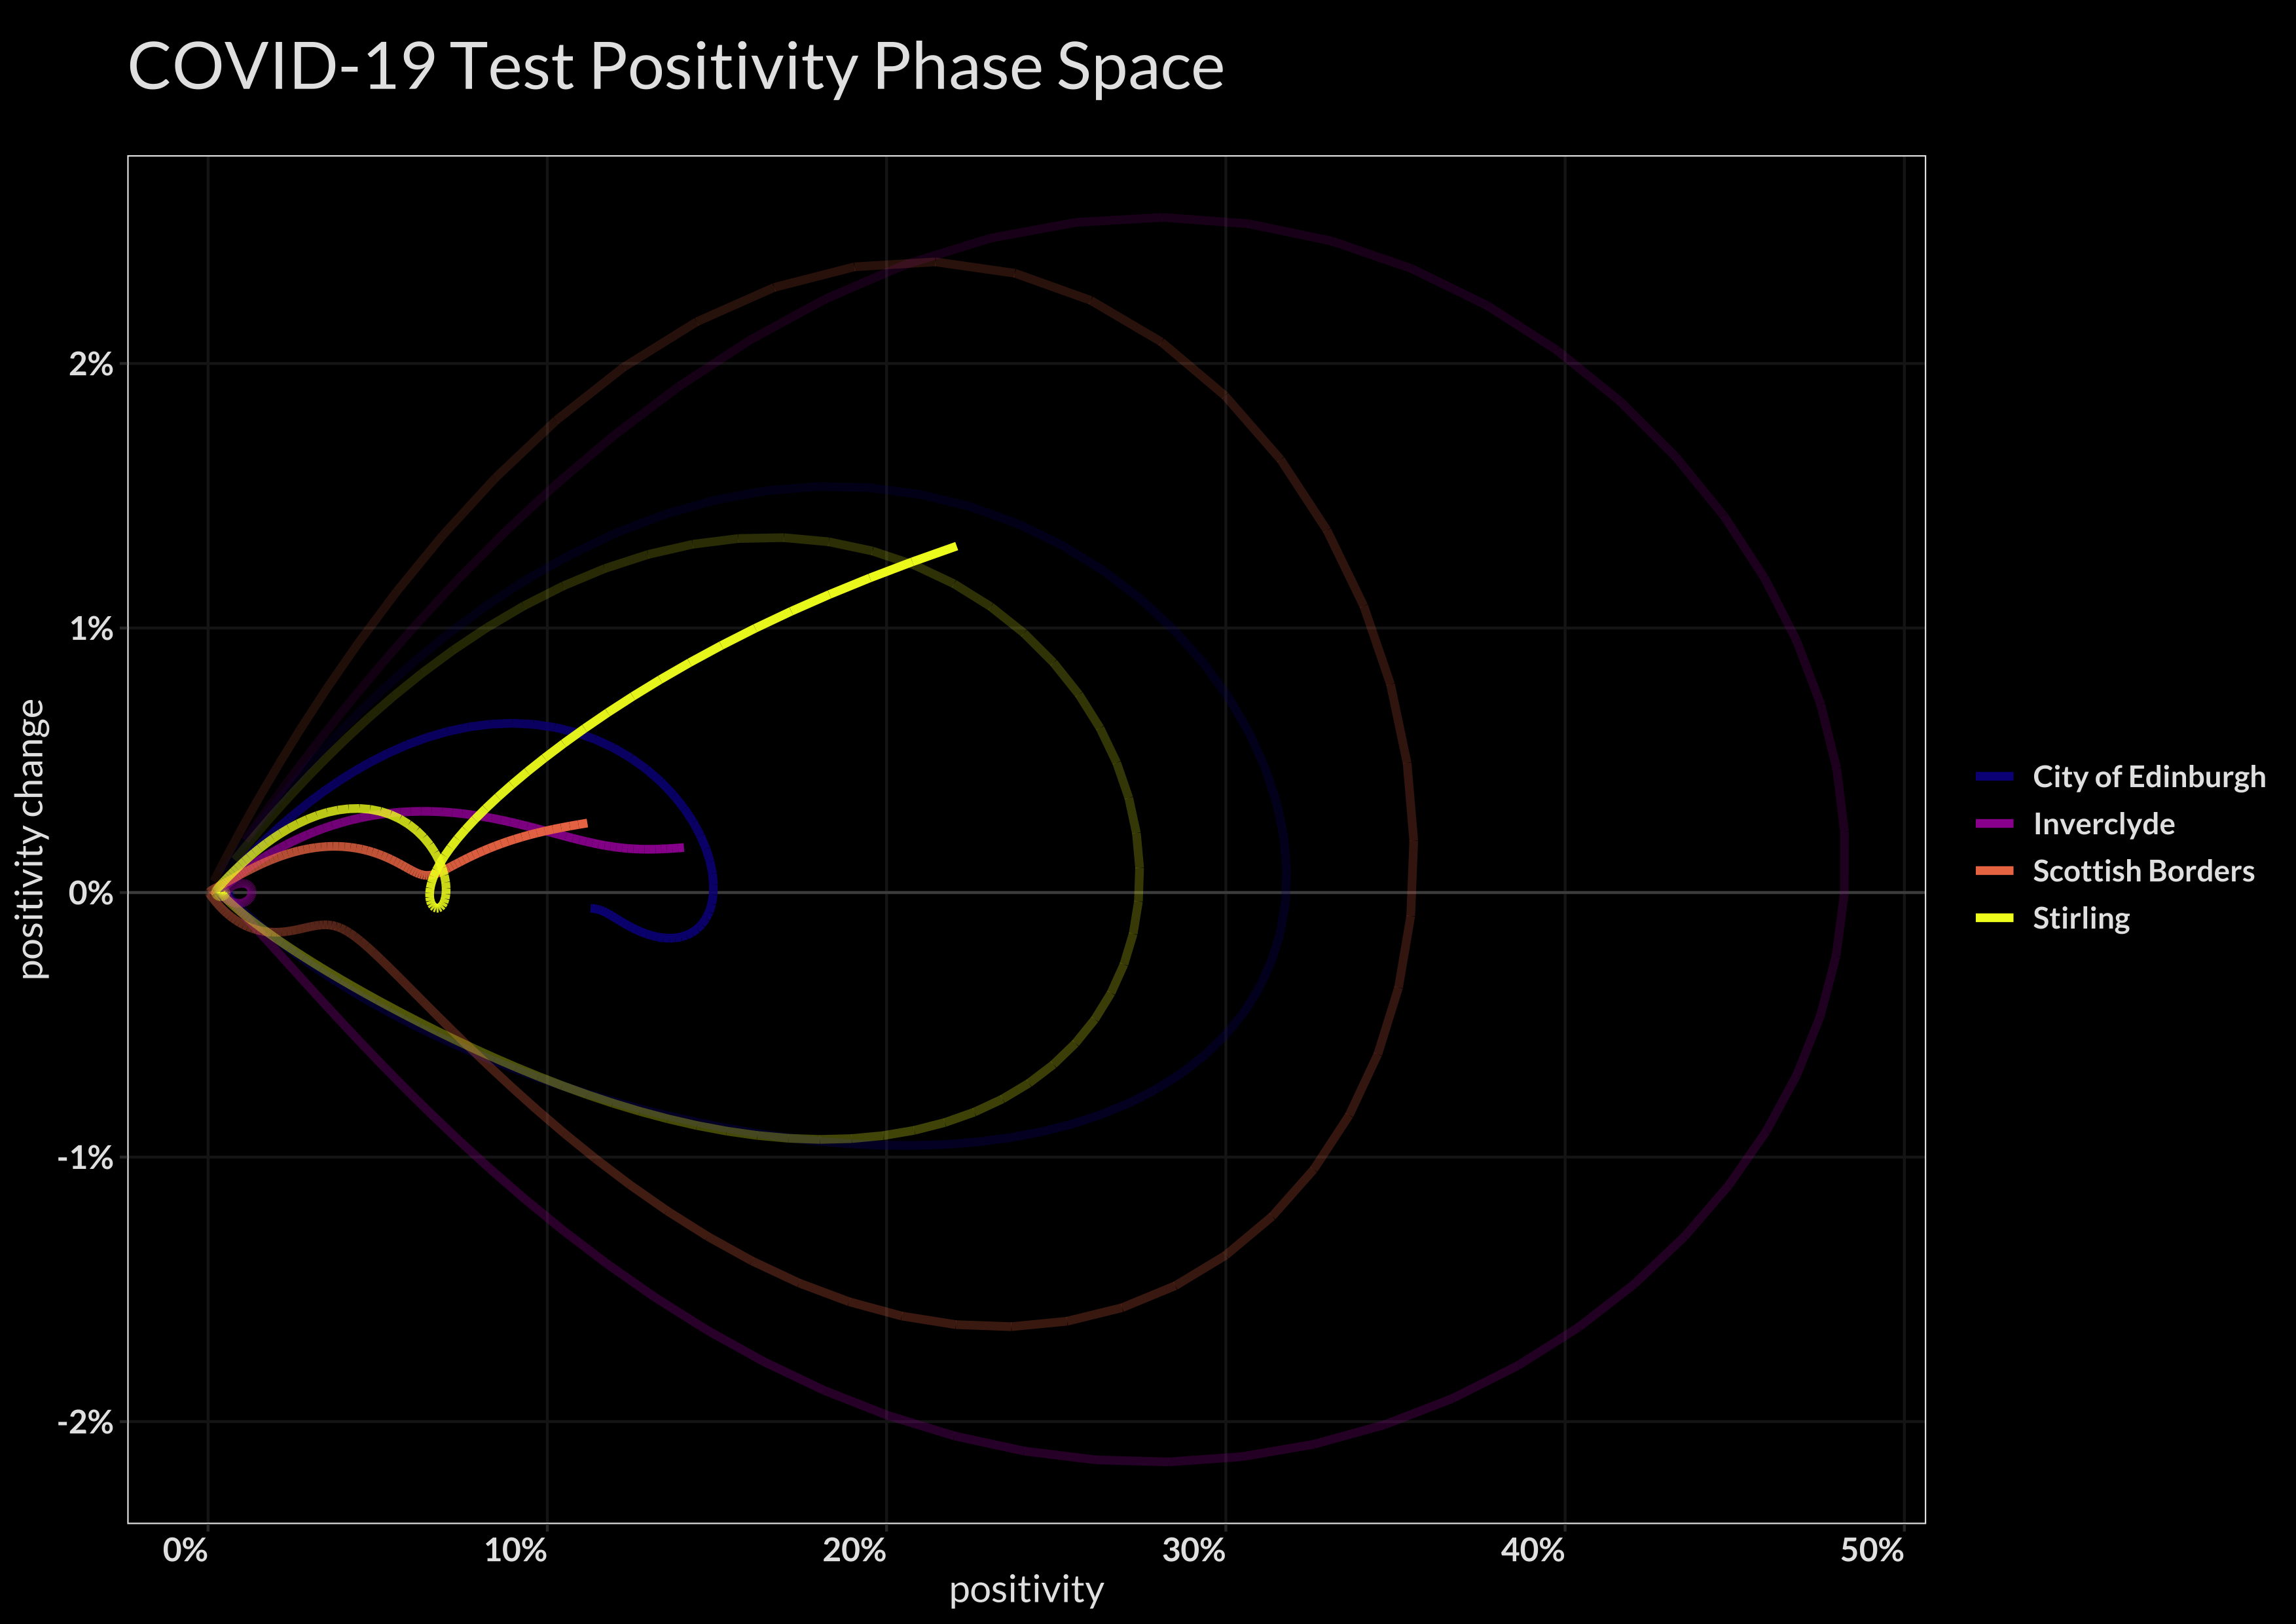 COVID-19 Test Positivity Phase Space
2%
1%
0%
-1%
-2%
positivity change
0% 10% 20% 30% 40% 50%
positivity
City of Edinburgh
Inverclyde
Scottish Borders
Stirling